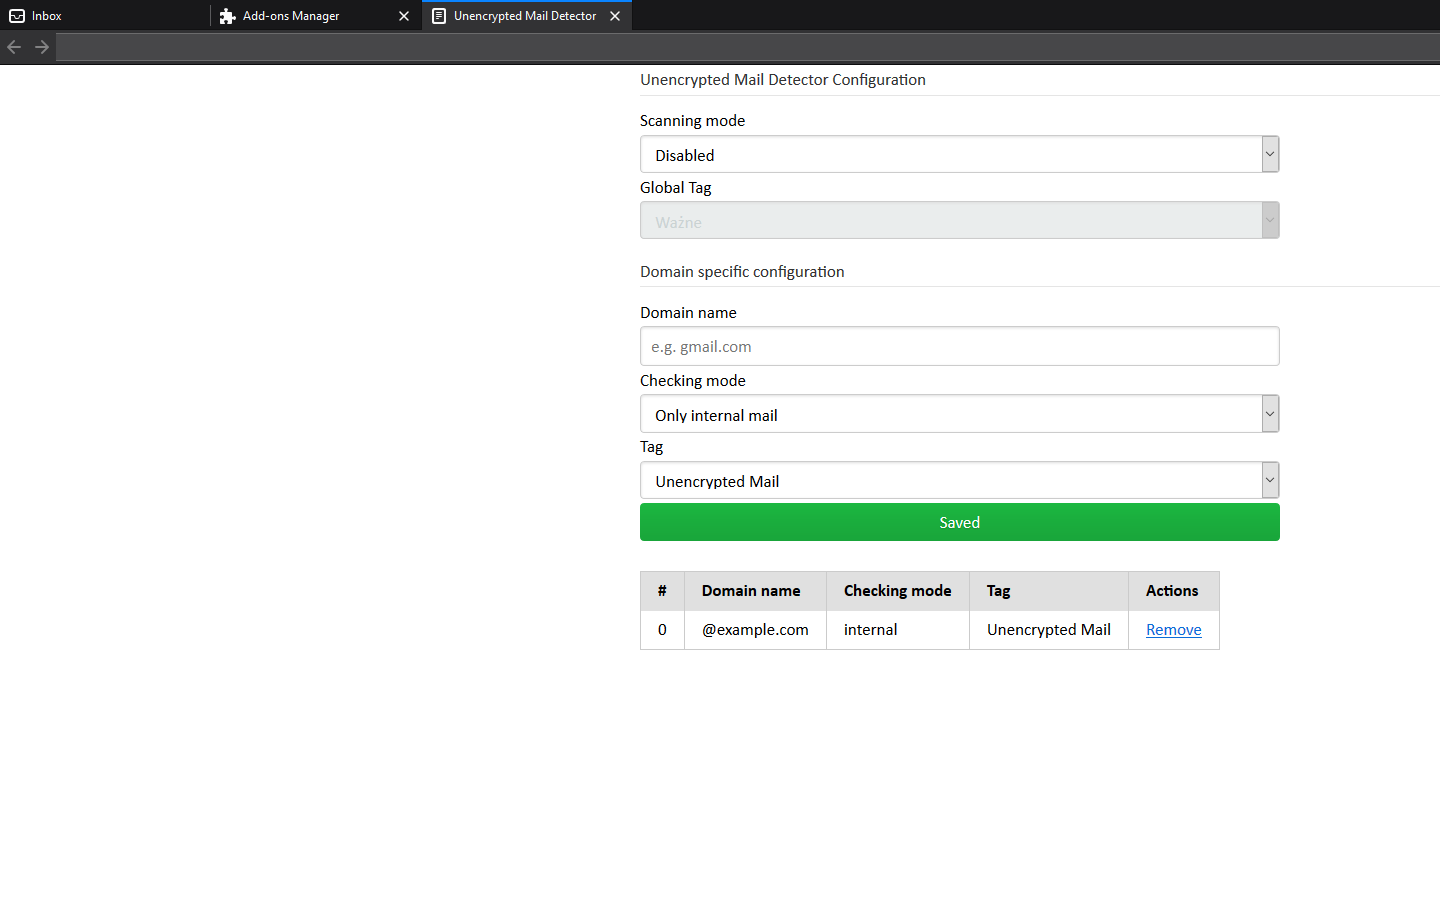 Inbox
Add-ons Manager
Unencrypted Mail Detector
Unencrypted Mail Detector Configuration
Scanning mode
Disabled
Global Tag
Ważne
Domain specific configuration
Domain name
e.g. gmail.com
Checking mode
Only internal mail
Tag
Unencrypted Mail
Saved
# Domain name Checking mode Tag Actions
0 @example.com internal Unencrypted Mail Remove